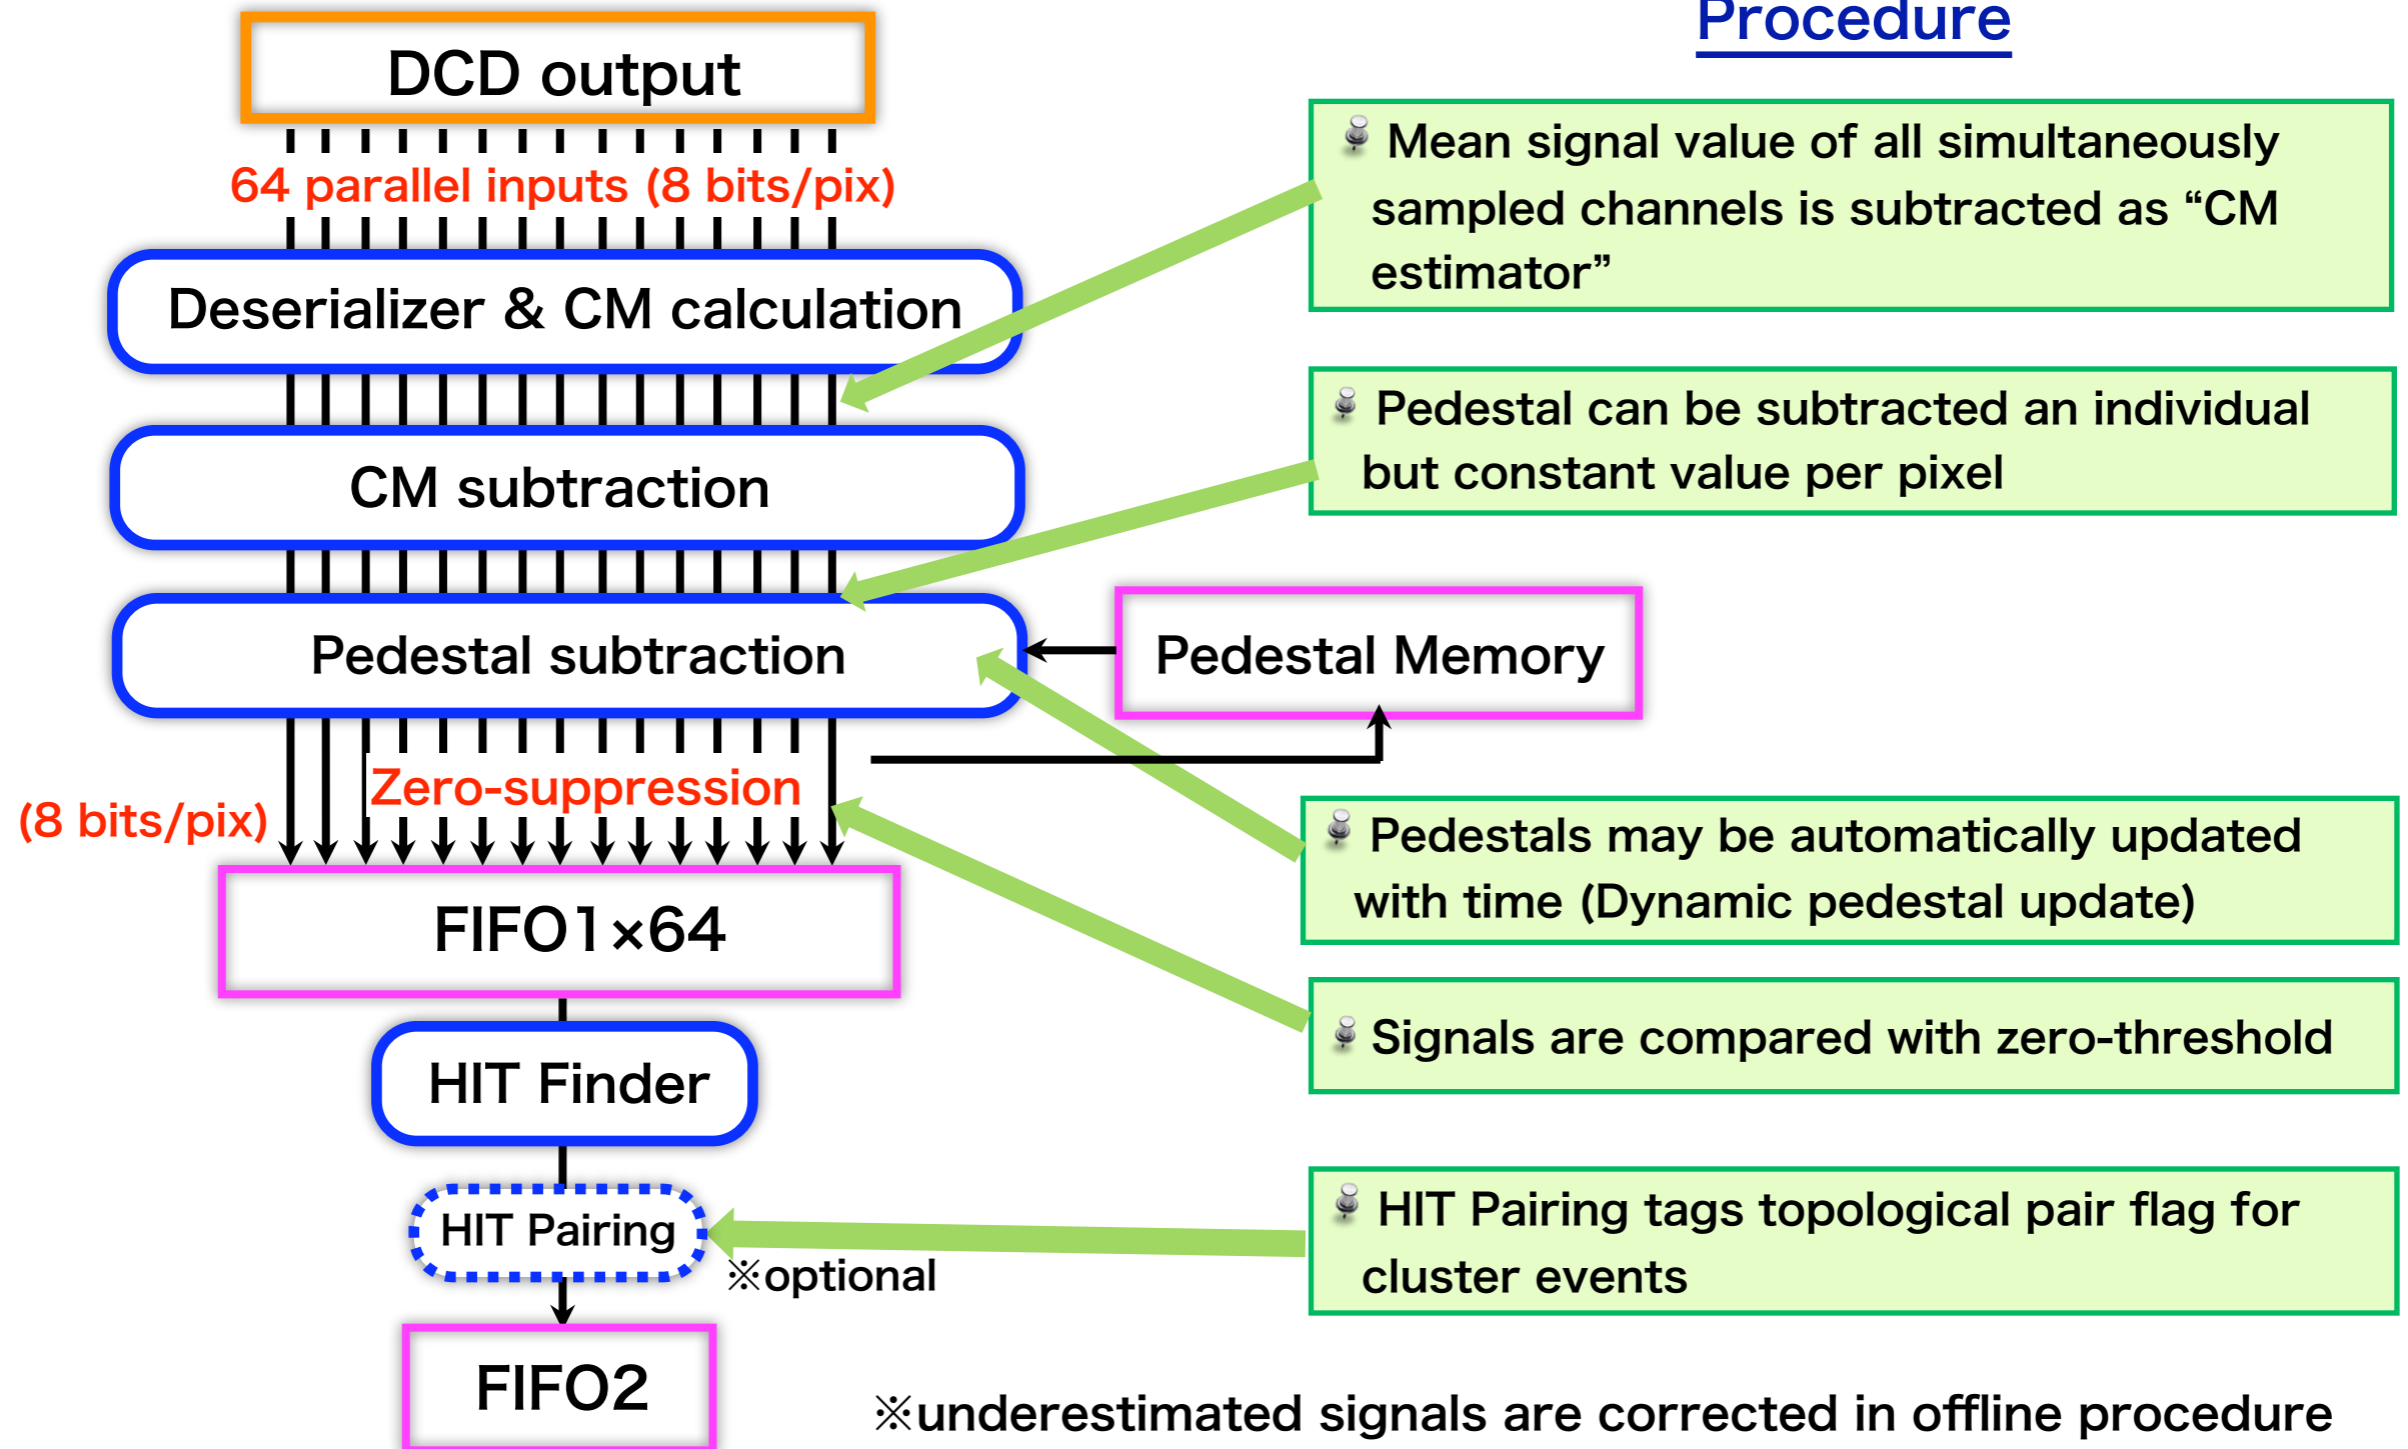 Procedure
DCD output
64 parallel inputs (8 bits/pix)
Deserializer & CM calculation
CM subtraction
Pedestal subtraction
Pedestal Memory
Zero-suppression
(8 bits/pix)
FIFO1×64
HIT Finder
HIT Pairing
※optional
FIFO2
Mean signal value of all simultaneously
sampled channels is subtracted as “CM
estimator”
Pedestal can be subtracted an individual
but constant value per pixel
Pedestals may be automatically updated
with time (Dynamic pedestal update)
Signals are compared with zero-threshold
HIT Pairing tags topological pair flag for
cluster events
※underestimated signals are corrected in offline procedure